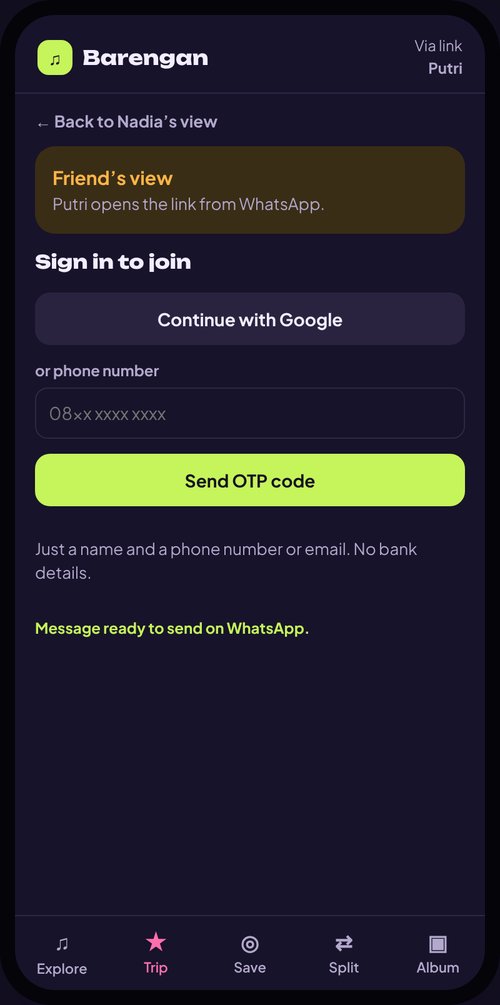 ♫ Barengan
Via link
Putri
← Back to Nadia’s view
Friend’s view
Putri opens the link from WhatsApp.
Sign in to join
Continue with Google
or phone number
08xx xxxx xxxx
Send OTP code
Just a name and a phone number or email. No bank
details.
Message ready to send on WhatsApp.
Explore
Trip
Save
Split
Album